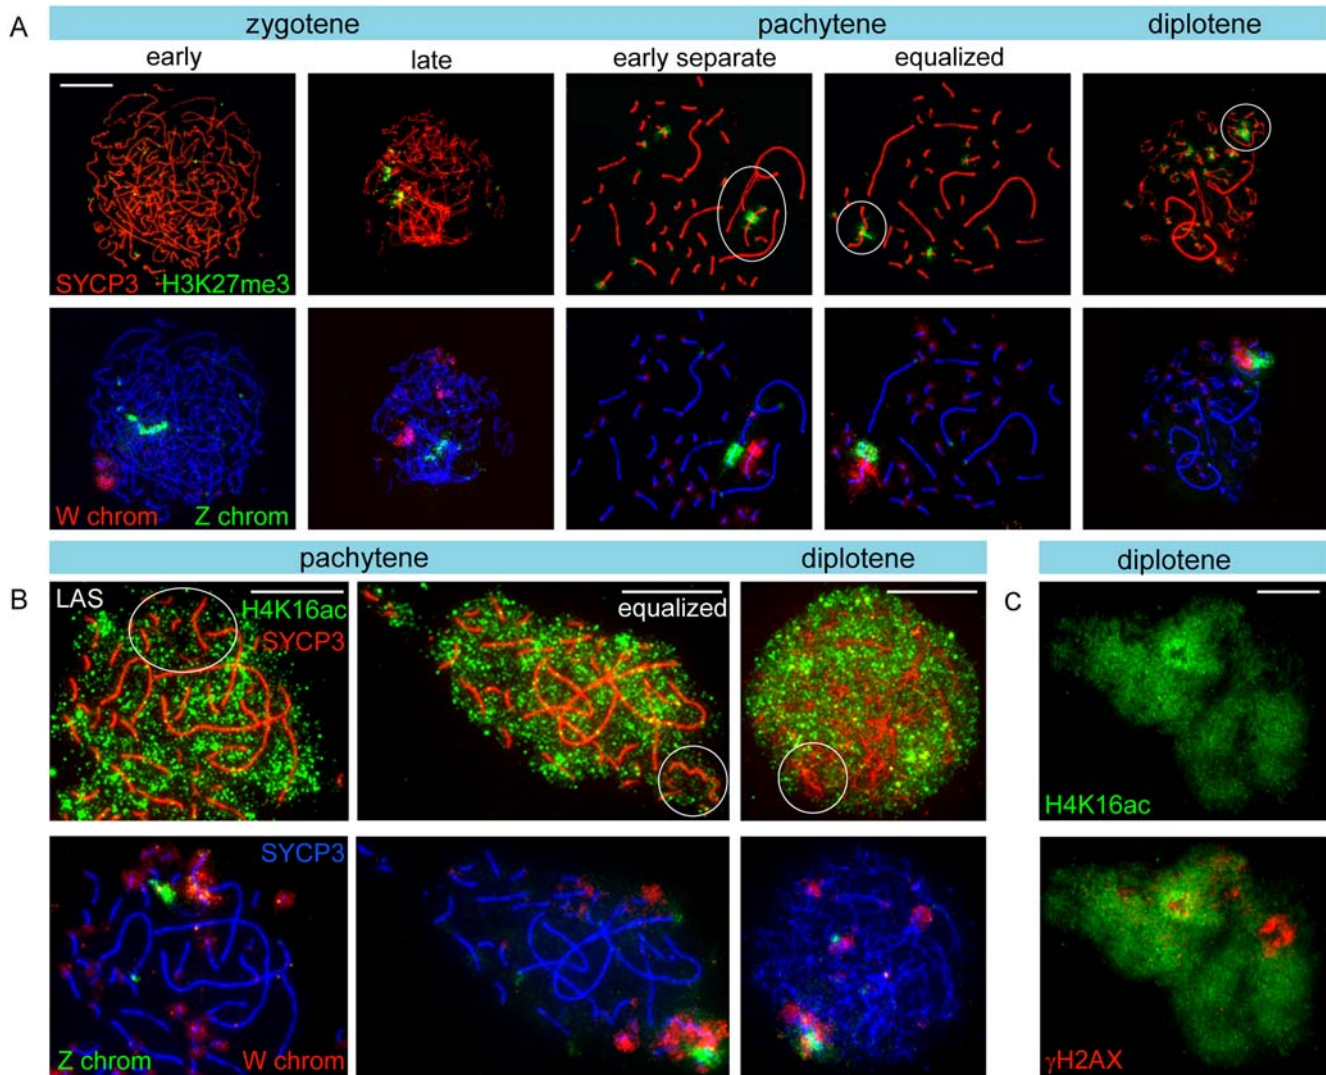 A
zygotene pachytene diplotene
early late early separate equalized
SYCP3 H3K27me3
W chrom Z chrom
pachytene diplotene diplotene
B LAS H4K16ac equalized C
SYCP3
H4K16ac
SYCP3
Z chrom W chrom γH2AX